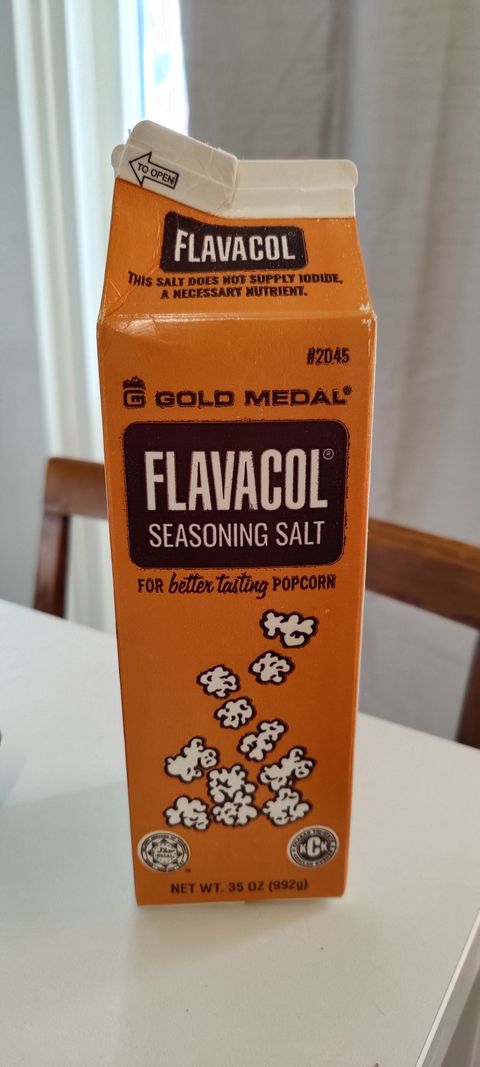 TO OPEN
FLAVACOL®
THIS SALT DOES NOT SUPPLY IODIDE,
A NECESSARY NUTRIENT.
#2045
G GOLD MEDAL®
FLAVACOL®
SEASONING SALT
FOR better tasting POPCORN
KCK
NET WT. 35 OZ (992g)